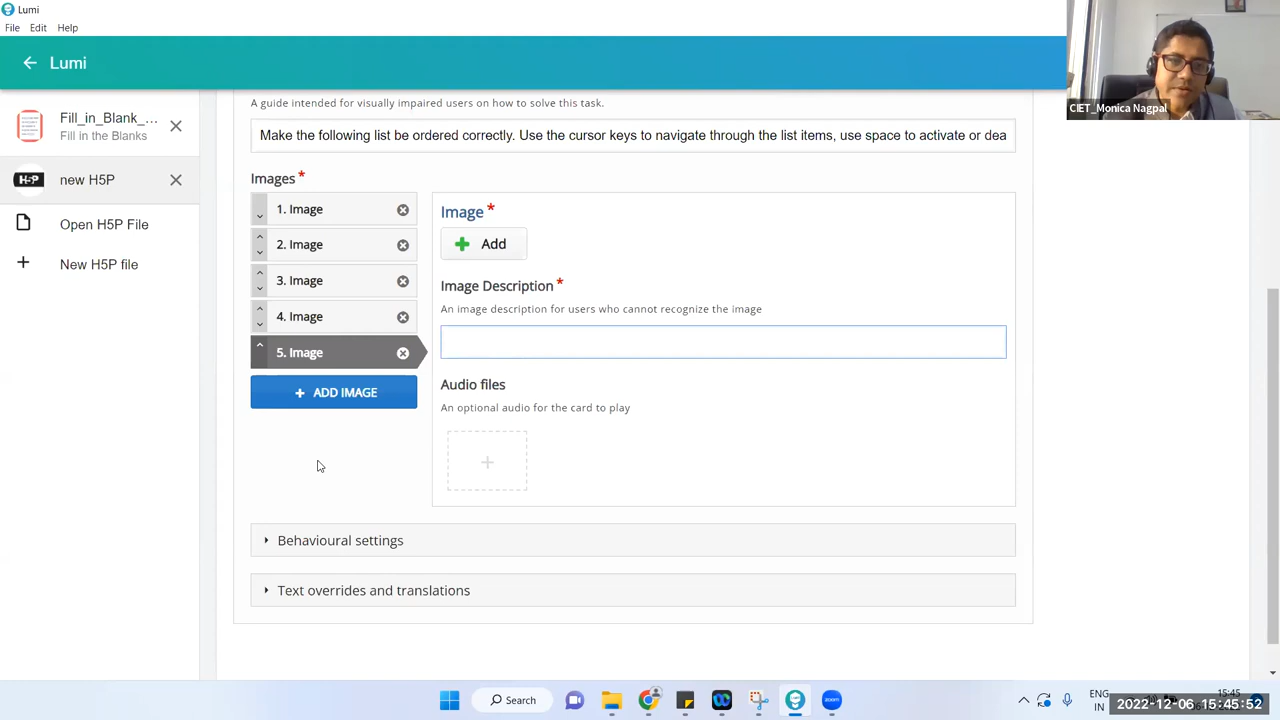 Lumi
File Edit Help
Lumi
CIET_Monica Nagpal
Fill_in_Blank_...
Fill in the Blanks
H5P
new H5P
Open H5P File
New H5P file
A guide intended for visually impaired users on how to solve this task.
Make the following list be ordered correctly. Use the cursor keys to navigate through the list items, use space to activate or dea
Images *
1. Image
2. Image
3. Image
4. Image
5. Image
+ ADD IMAGE
Image *
Add
Image Description *
An image description for users who cannot recognize the image
Audio files
An optional audio for the card to play
Behavioural settings
Text overrides and translations
Search
ENG
IN
15:45
2022-12-06 15:45:52